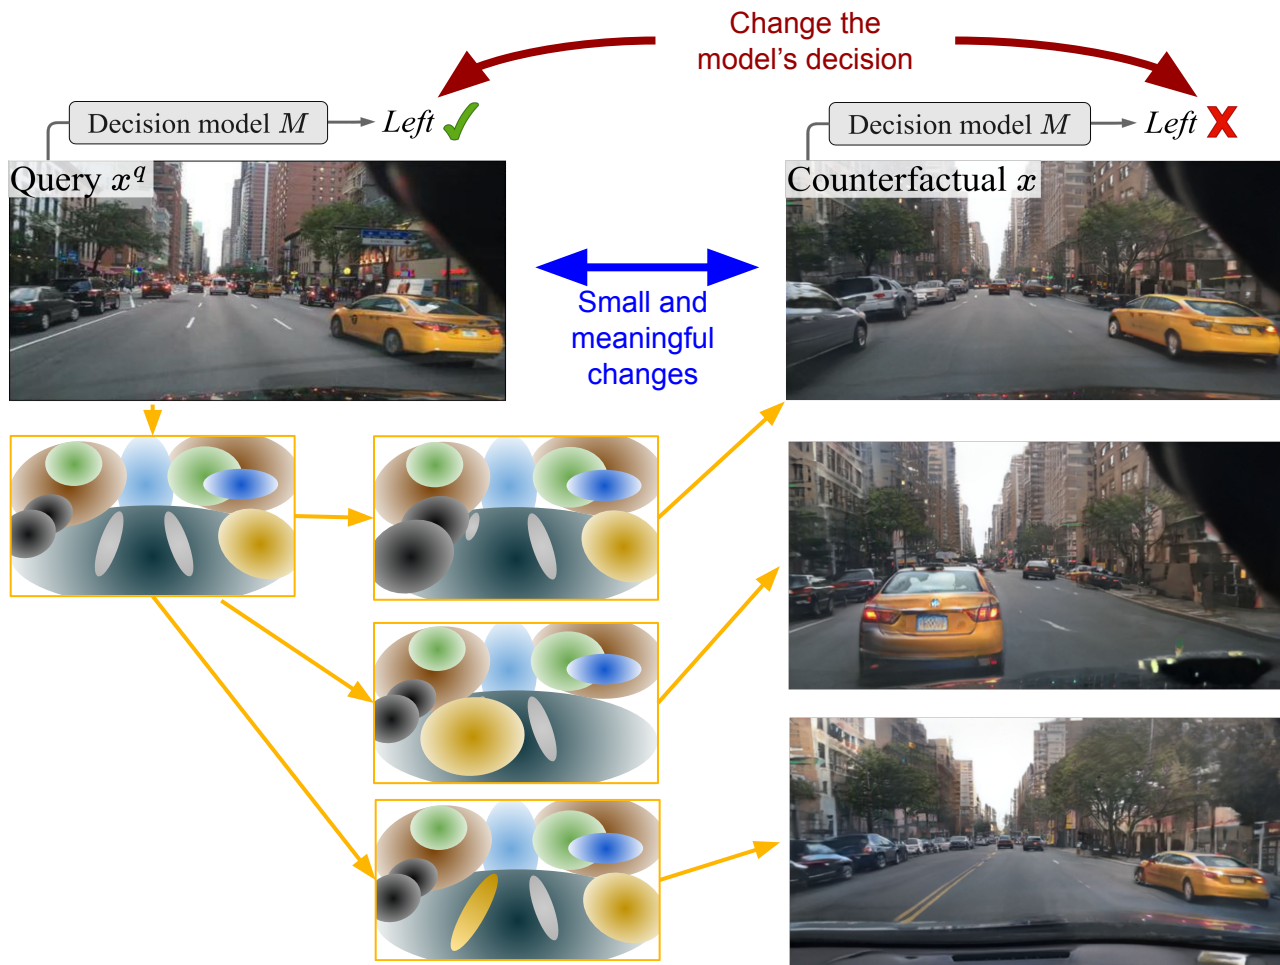 Change the
model's decision
Decision model M
Left
Decision model M
Left
Query x^q
Counterfactual x
Small and
meaningful
changes